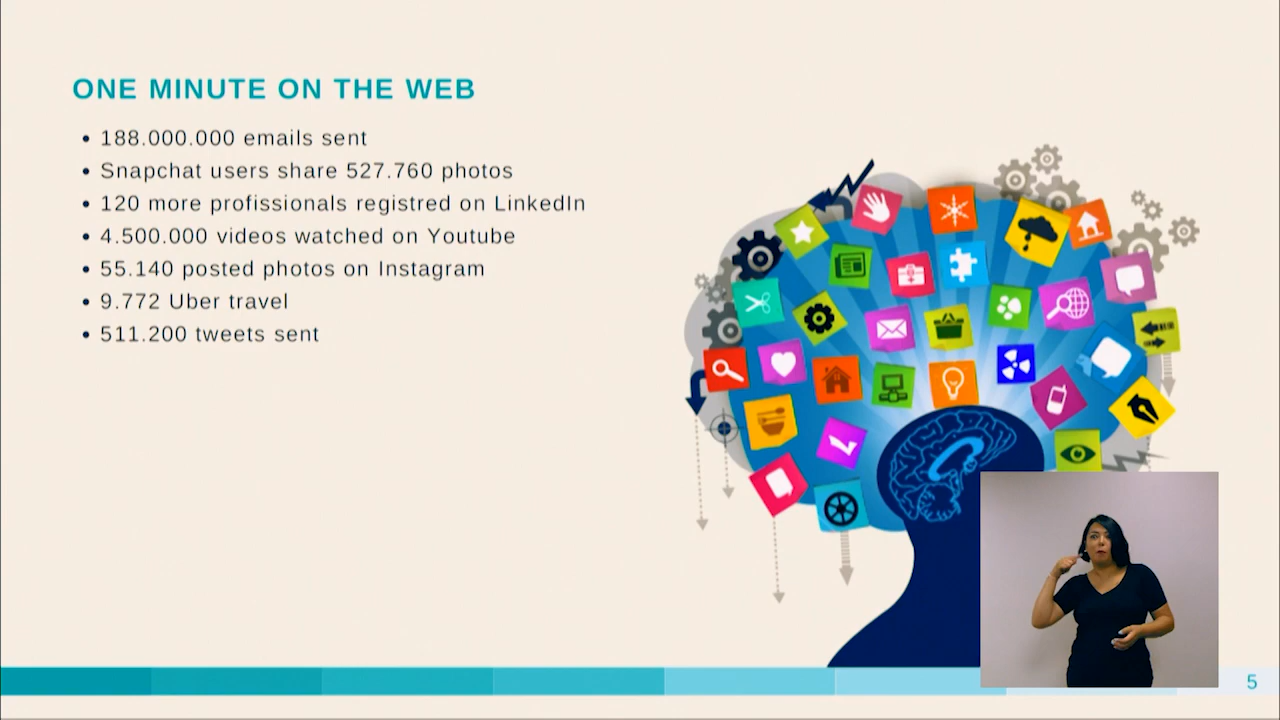 ONE MINUTE ON THE WEB
• 188.000.000 emails sent
• Snapchat users share 527.760 photos
• 120 more profissionals registred on LinkedIn
• 4.500.000 videos watched on Youtube
• 55.140 posted photos on Instagram
• 9.772 Uber travel
• 511.200 tweets sent
5